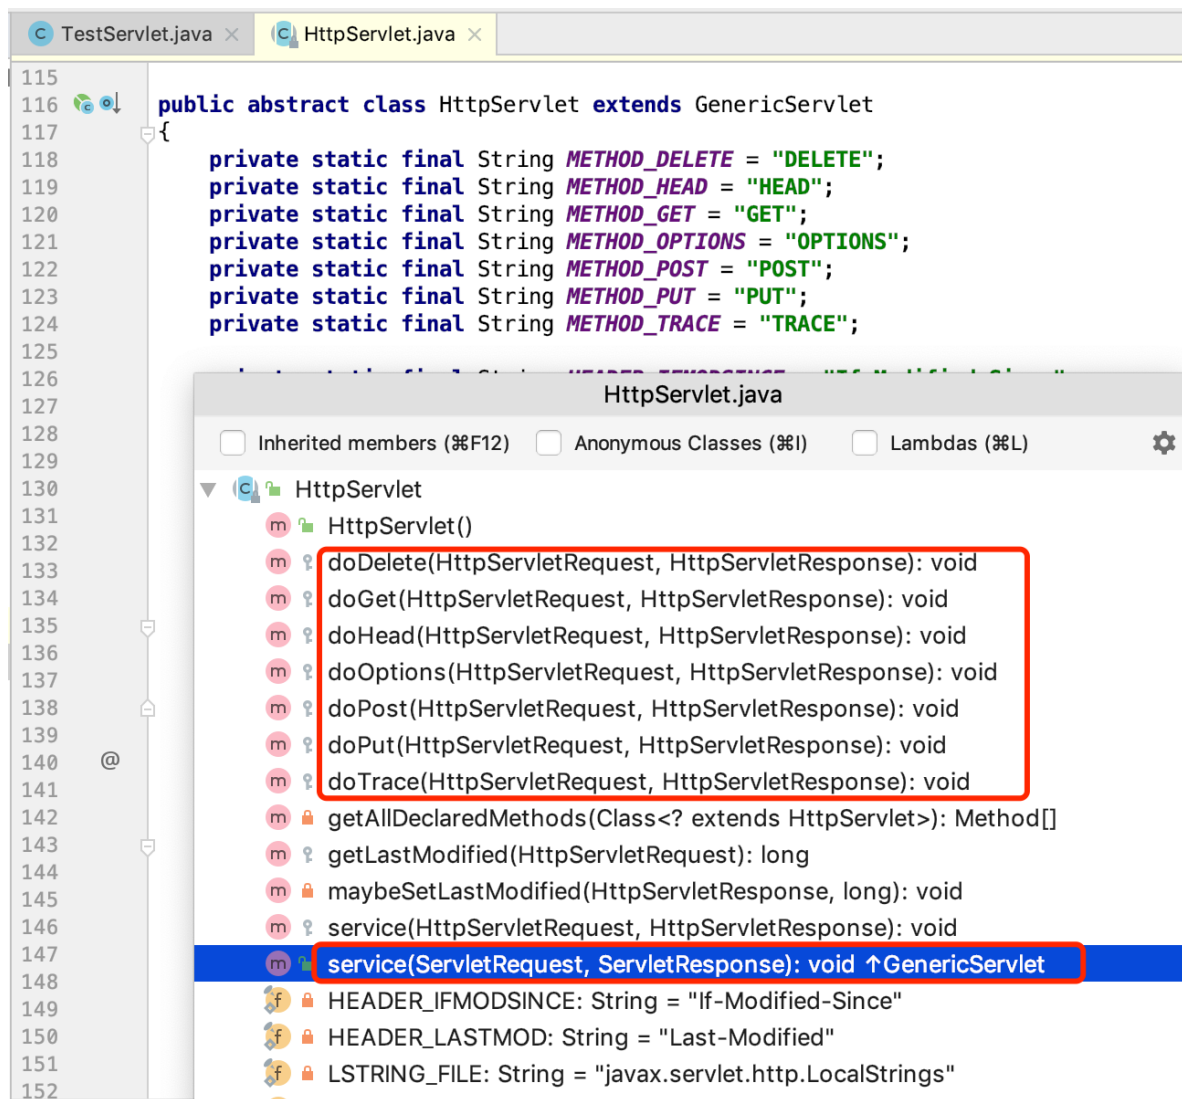 TestServlet.java
HttpServlet.java
115
116 public abstract class HttpServlet extends GenericServlet
117 {
118 private static final String METHOD_DELETE = "DELETE";
119 private static final String METHOD_HEAD = "HEAD";
120 private static final String METHOD_GET = "GET";
121 private static final String METHOD_OPTIONS = "OPTIONS";
122 private static final String METHOD_POST = "POST";
123 private static final String METHOD_PUT = "PUT";
124 private static final String METHOD_TRACE = "TRACE";
125
126
127
128
129
130
131
132
133
134
135
136
137
138
139
140 @
141
142
143
144
145
146
147
148
149
150
151
152
HttpServlet.java
Inherited members (⌘F12) Anonymous Classes (⌘I) Lambdas (⌘L)
HttpServlet
HttpServlet()
doDelete(HttpServletRequest, HttpServletResponse): void
doGet(HttpServletRequest, HttpServletResponse): void
doHead(HttpServletRequest, HttpServletResponse): void
doOptions(HttpServletRequest, HttpServletResponse): void
doPost(HttpServletRequest, HttpServletResponse): void
doPut(HttpServletRequest, HttpServletResponse): void
doTrace(HttpServletRequest, HttpServletResponse): void
getAllDeclaredMethods(Class<? extends HttpServlet>): Method[]
getLastModified(HttpServletRequest): long
maybeSetLastModified(HttpServletResponse, long): void
service(HttpServletRequest, HttpServletResponse): void
service(ServletRequest, ServletResponse): void ↑GenericServlet
HEADER_IFMODSINCE: String = "If-Modified-Since"
HEADER_LASTMOD: String = "Last-Modified"
LSTRING_FILE: String = "javax.servlet.http.LocalStrings"